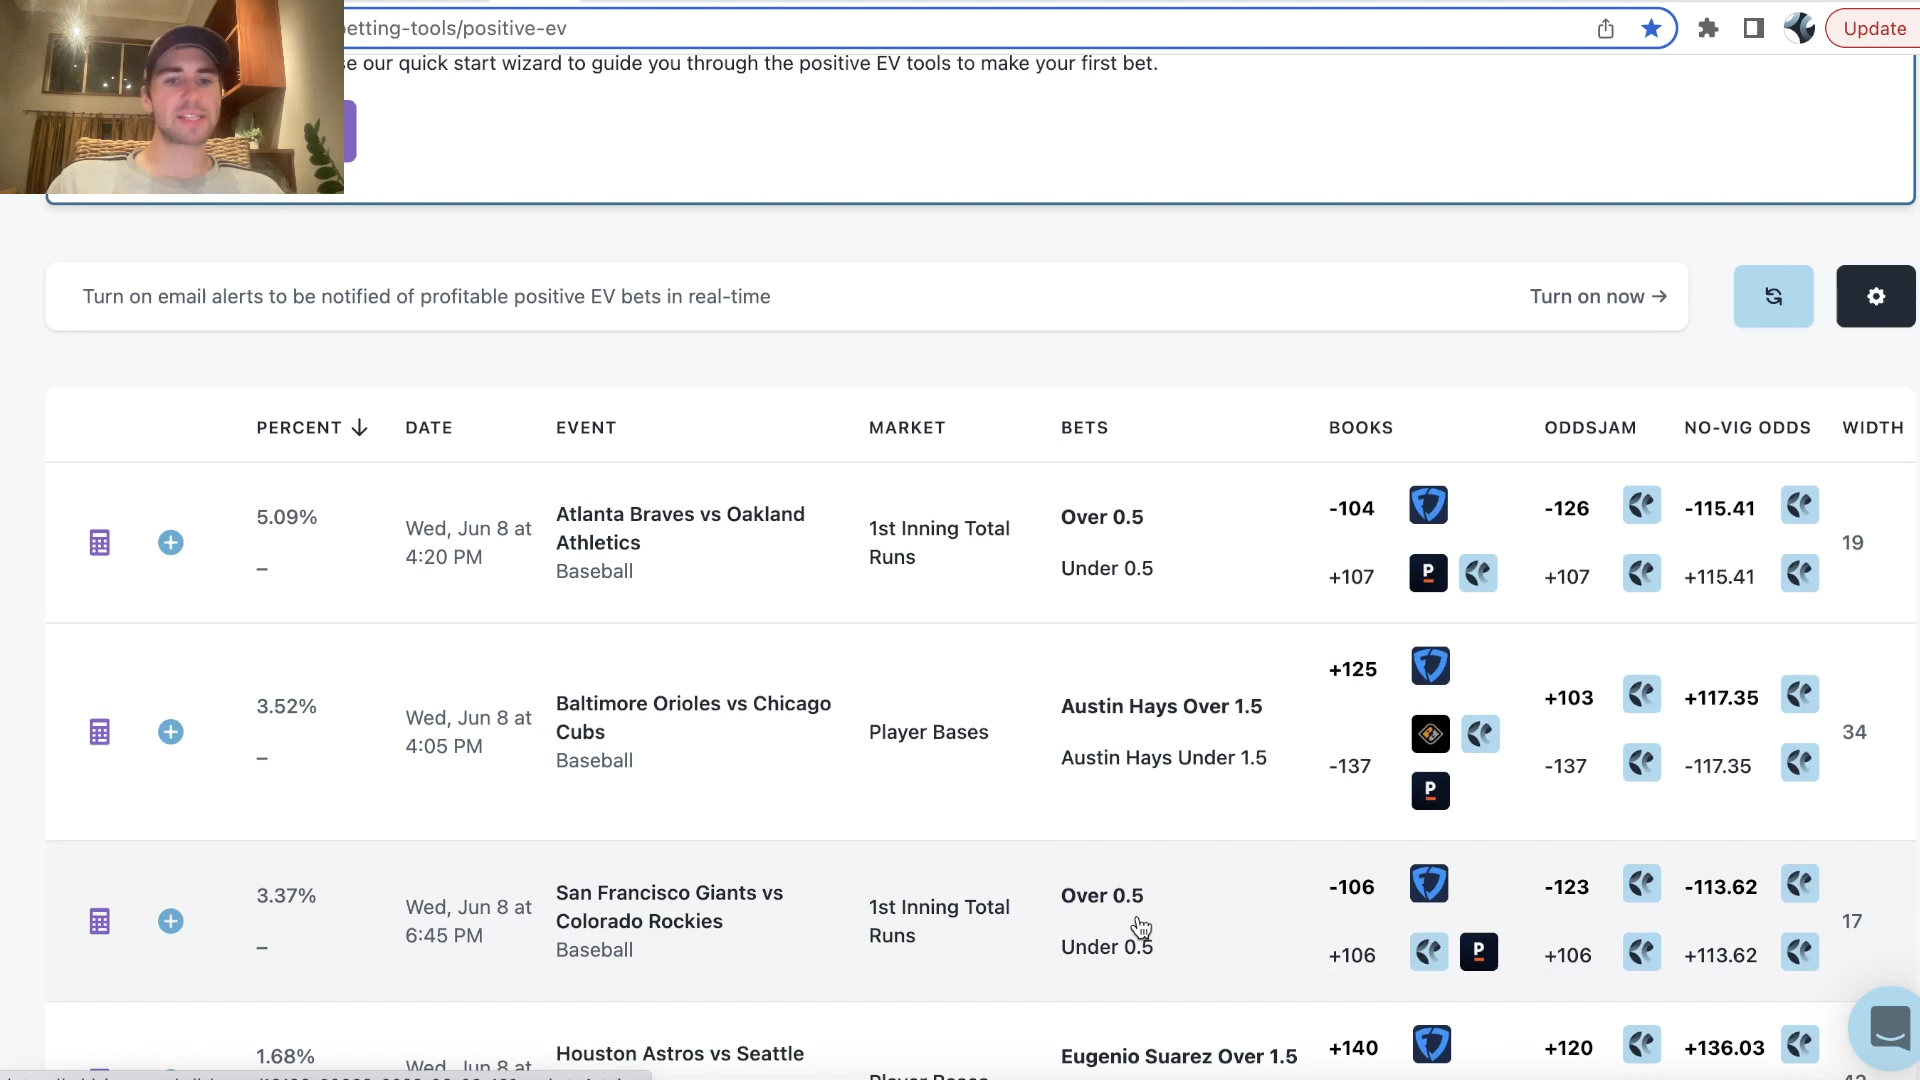 etting-tools/positive-ev
Update
se our quick start wizard to guide you through the positive EV tools to make your first bet.
Turn on email alerts to be notified of profitable positive EV bets in real-time
Turn on now →
PERCENT ↓ DATE EVENT MARKET BETS BOOKS ODDSJAM NO-VIG ODDS WIDTH
5.09%
–
Wed, Jun 8 at
4:20 PM
Atlanta Braves vs Oakland
Athletics
Baseball
1st Inning Total
Runs
Over 0.5
Under 0.5
-104
+107 P
-126
+107
-115.41
+115.41
19
3.52%
–
Wed, Jun 8 at
4:05 PM
Baltimore Orioles vs Chicago
Cubs
Baseball
Player Bases
Austin Hays Over 1.5
Austin Hays Under 1.5
+125
-137
P
+103
-137
+117.35
-117.35
34
3.37%
–
Wed, Jun 8 at
6:45 PM
San Francisco Giants vs
Colorado Rockies
Baseball
1st Inning Total
Runs
Over 0.5
Under 0.5
-106
+106 P
-123
+106
-113.62
+113.62
17
1.68%
Wed, Jun 8 at
Houston Astros vs Seattle
Player Bases
Eugenio Suarez Over 1.5
+140
+120
+136.03